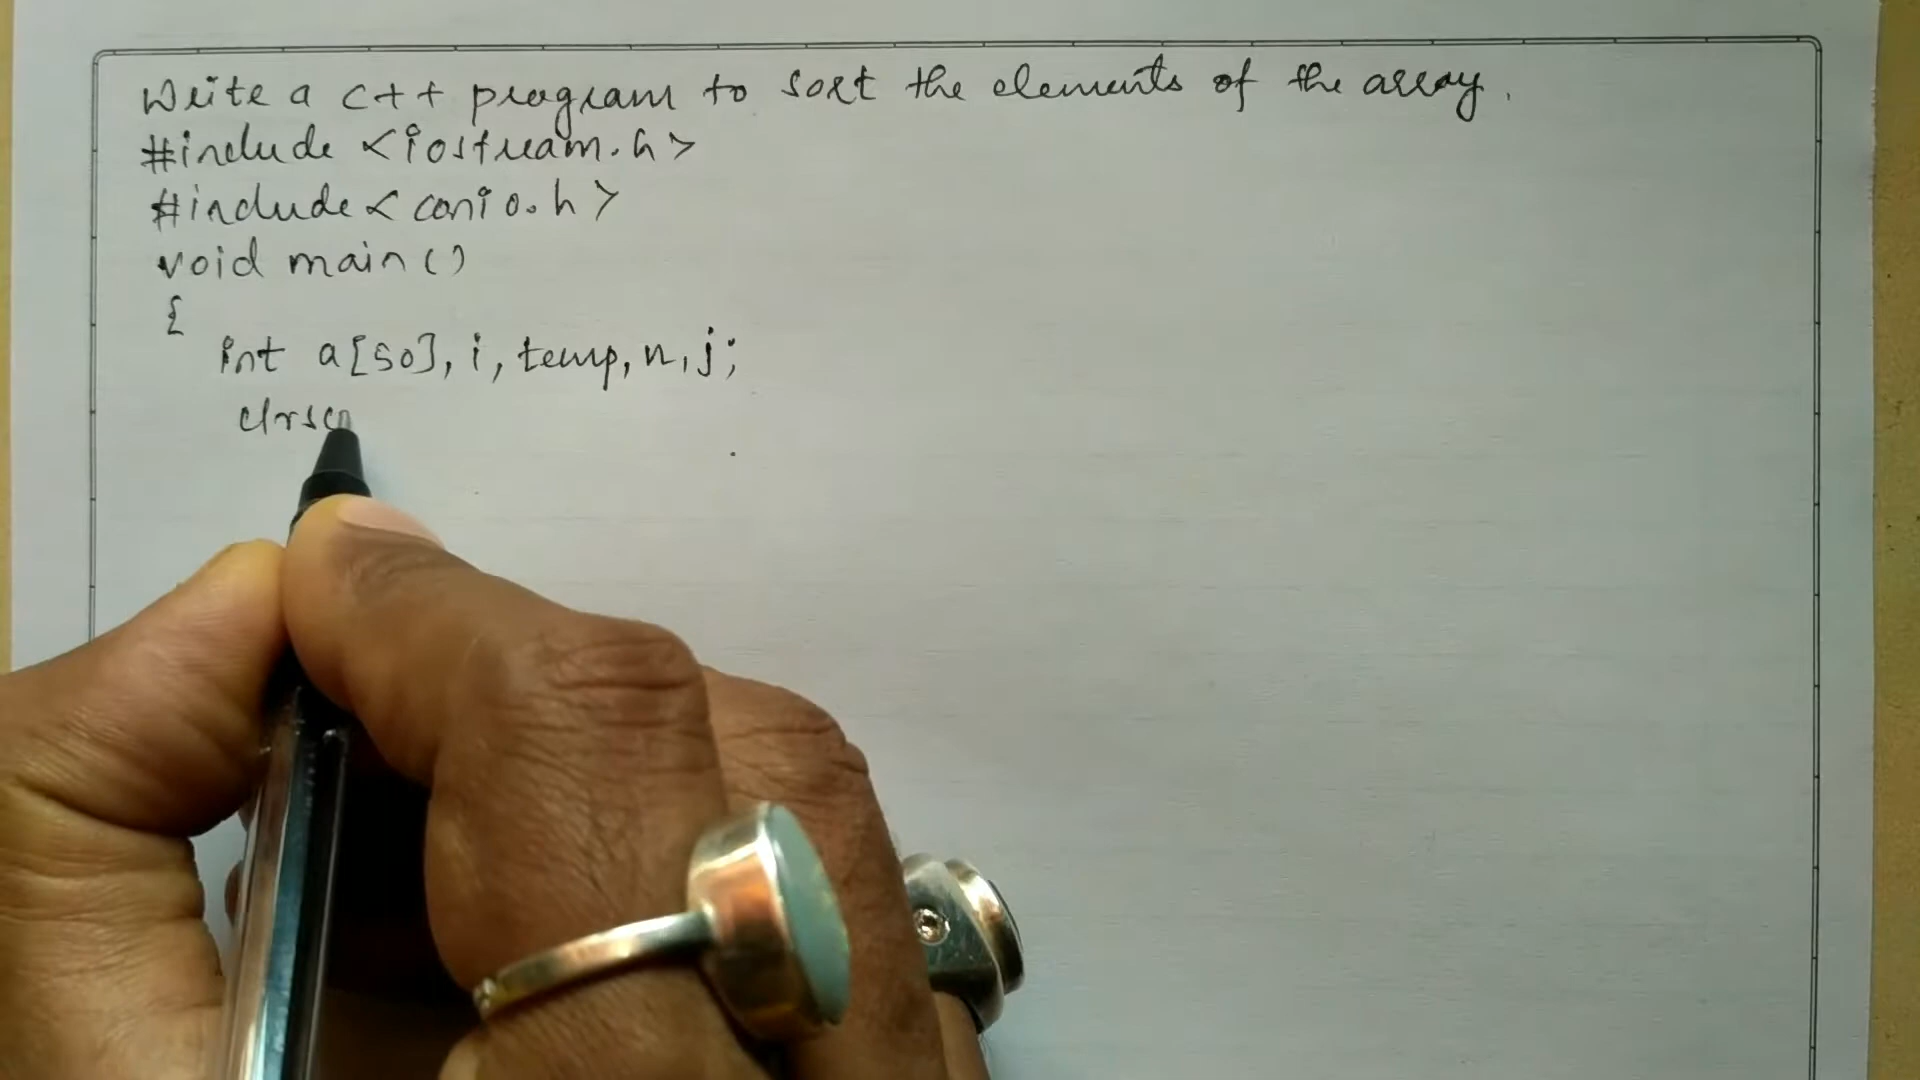 Write a c++ program to sort the elements of the array.
#include <iostream.h>
#include <conio.h>
void main()
{
int a[50], i, temp, n, j;
clrsc